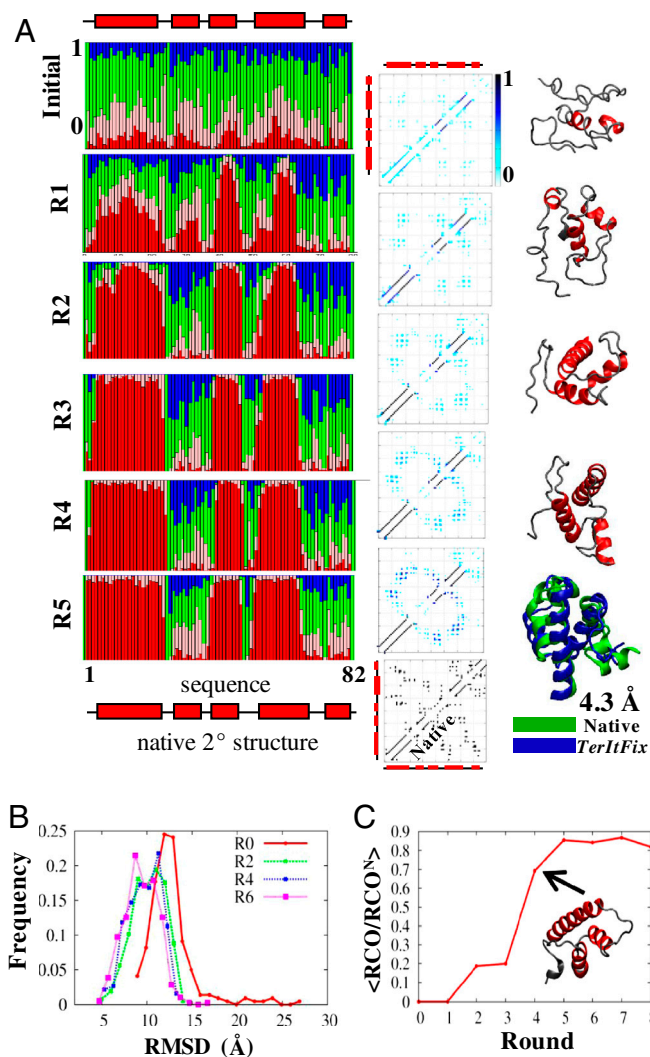 A
Initial
1
0
1
0
R1
R2
R3
R4
R5
1
82
sequence
native 2° structure
Native
4.3 Å
Native
TerItFix
B
Frequency
0.25
0.2
0.15
0.1
0.05
0
R0
R2
R4
R6
0
10
20
30
RMSD (Å)
C
<RCO/RCO^N>
0.9
0.8
0.7
0.6
0.5
0.4
0.3
0.2
0.1
0
0 1 2 3 4 5 6 7 8
Round